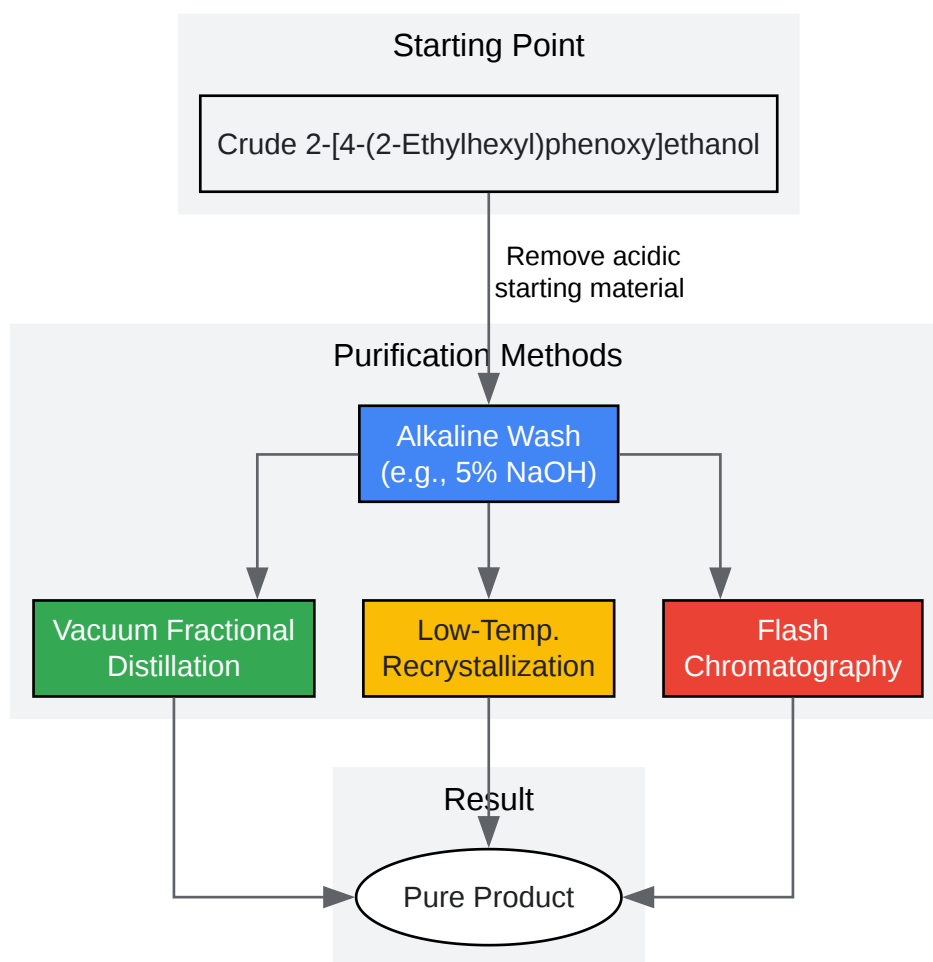 Starting Point
Crude 2-[4-(2-Ethylhexyl)phenoxy]ethanol
Remove acidic
starting material
Purification Methods
Alkaline Wash
(e.g., 5% NaOH)
Vacuum Fractional
Distillation
Low-Temp.
Recrystallization
Flash
Chromatography
Result
Pure Product